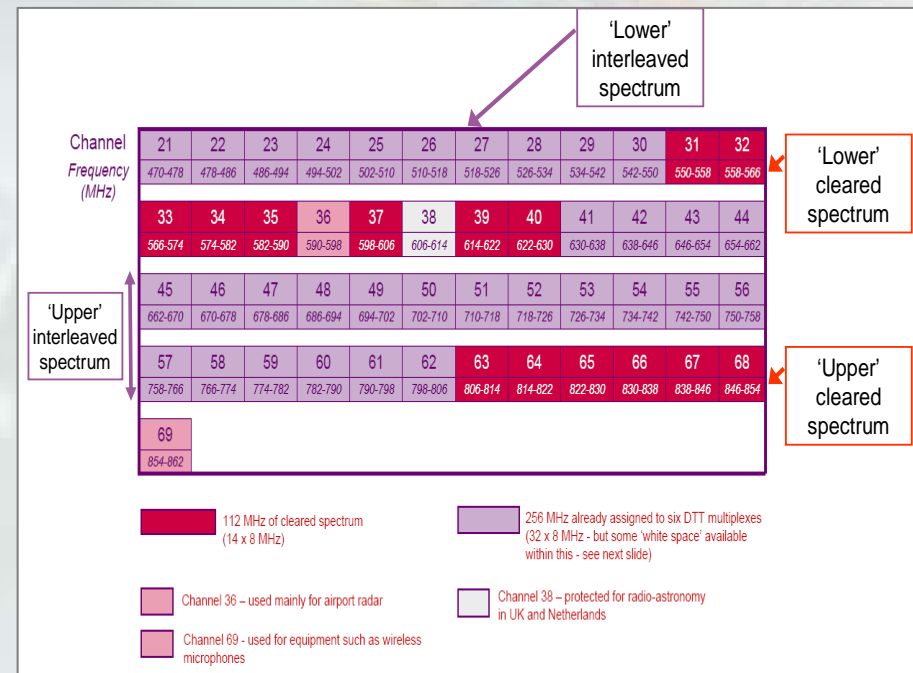 ‘Lower’
interleaved
spectrum
Channel 21 22 23 24 25 26 27 28 29 30 31 32
Frequency
(MHz)
470-478 478-486 486-494 494-502 502-510 510-518 518-526 526-534 534-542 542-550 550-558 558-566
‘Lower’
cleared
spectrum
33 34 35 36 37 38 39 40 41 42 43 44
566-574 574-582 582-590 590-598 598-606 606-614 614-622 622-630 630-638 638-646 646-654 654-662
‘Upper’
interleaved
spectrum
45 46 47 48 49 50 51 52 53 54 55 56
662-670 670-678 678-686 686-694 694-702 702-710 710-718 718-726 726-734 734-742 742-750 750-758
57 58 59 60 61 62 63 64 65 66 67 68
758-766 766-774 774-782 782-790 790-798 798-806 806-814 814-822 822-830 830-838 838-846 846-854
‘Upper’
cleared
spectrum
69
854-862
112 MHz of cleared spectrum
(14 x 8 MHz)
256 MHz already assigned to six DTT multiplexes
(32 x 8 MHz - but some ‘white space’ available
within this - see next slide)
Channel 36 – used mainly for airport radar
Channel 38 – protected for radio-astronomy
in UK and Netherlands
Channel 69 - used for equipment such as wireless
microphones